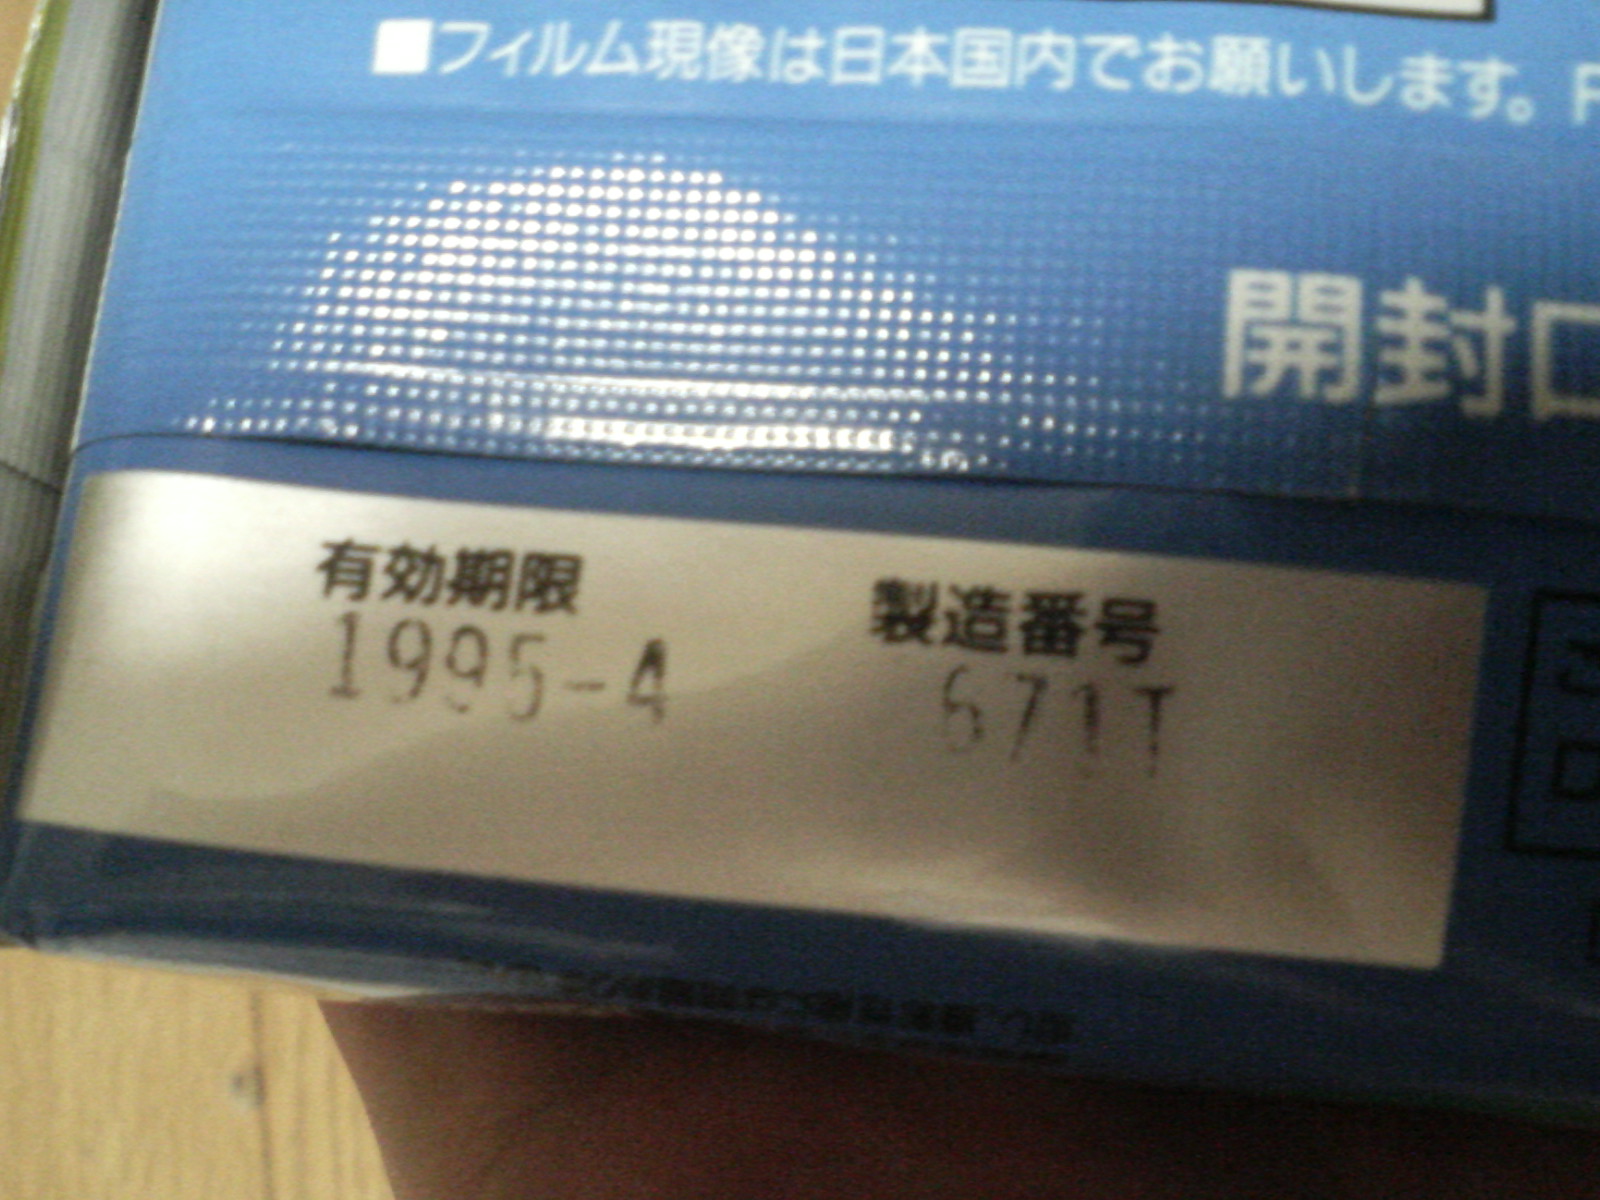 ■フィルム現像は日本国内でお願いします。
開封口
有効期限
製造番号
1995-4
671T